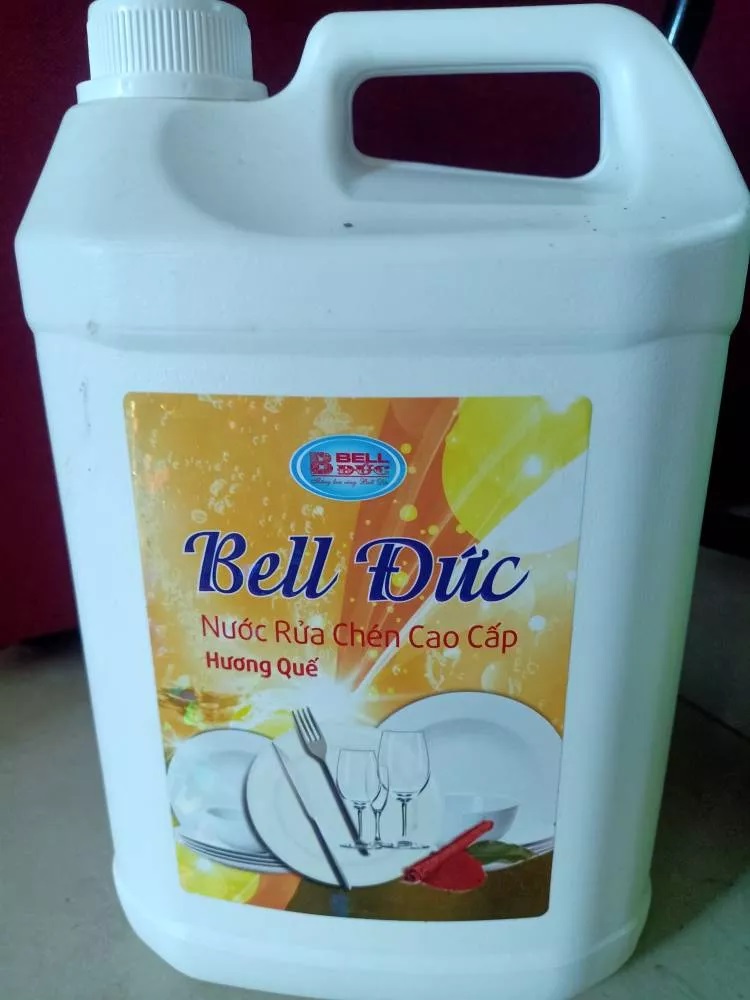 BELL
ĐỨC
Bell Đức
Nước Rửa Chén Cao Cấp
Hương Quế